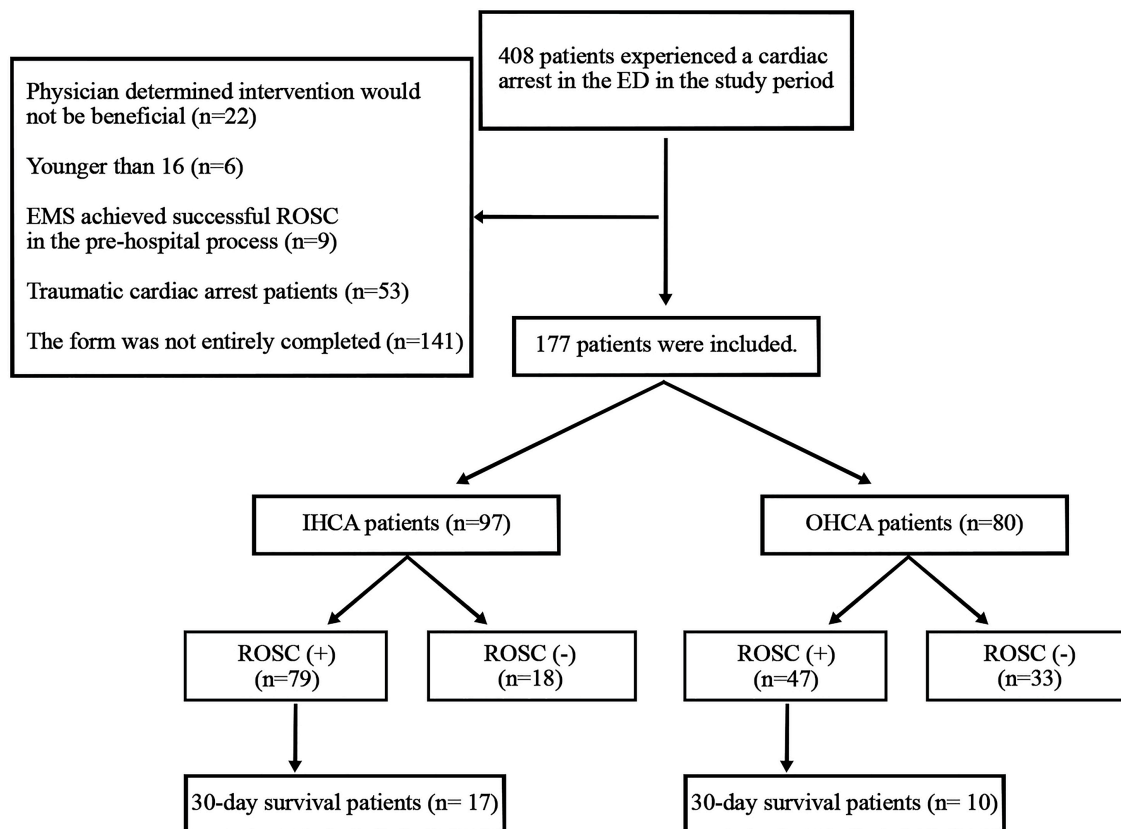 408 patients experienced a cardiac
arrest in the ED in the study period
Physician determined intervention would
not be beneficial (n=22)
Younger than 16 (n=6)
EMS achieved successful ROSC
in the pre-hospital process (n=9)
Traumatic cardiac arrest patients (n=53)
The form was not entirely completed (n=141)
177 patients were included.
IHCA patients (n=97)
OHCA patients (n=80)
ROSC (+)
(n=79)
ROSC (-)
(n=18)
ROSC (+)
(n=47)
ROSC (-)
(n=33)
30-day survival patients (n= 17)
30-day survival patients (n= 10)